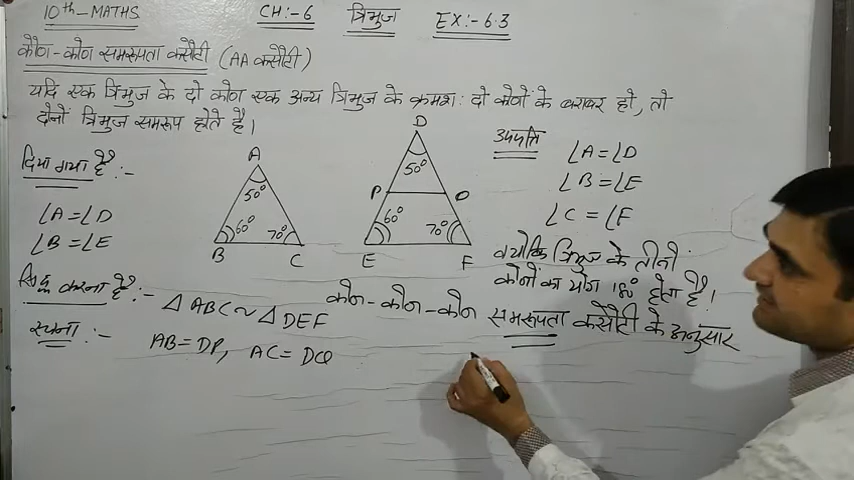 10th-MATHS CH:-6 त्रिभुज EX:-6.3
कोण-कोण समरूपता कसौटी (AA कसौटी)
यदि एक त्रिभुज के दो कोण एक अन्य त्रिभुज के क्रमश: दो कोणों के बराबर हो, तो
दोनों त्रिभुज समरूप होते है।
दिया गया है:-
∠A=∠D
∠B=∠E
सिद्ध करना है:-
△ABC~△DEF
रचना:-
AB=DP, AC=DQ
A
50°
60° 70°
B C
D
50°
P Q
60° 70°
E F
उपपत्ति
∠A=∠D
∠B=∠E
∠C=∠F
क्योकि त्रिभुज के तीनों
कोनों का योग 180° होता है।
कोन-कोन-कोन समरूपता कसौटी के अनुसार